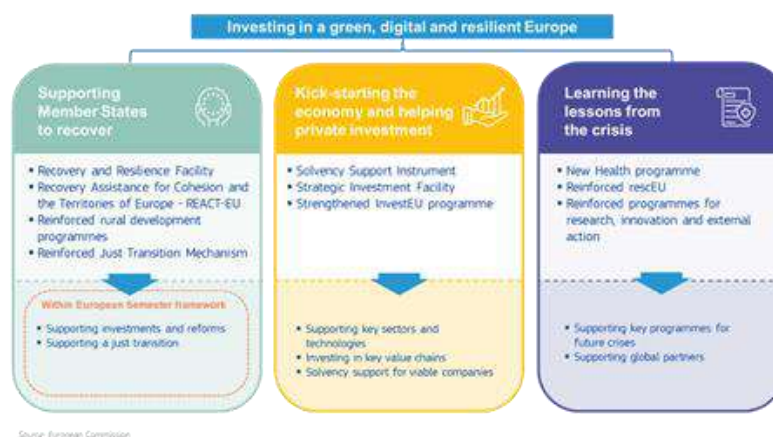 Investing in a green, digital and resilient Europe
Supporting
Member States
to recover
• Recovery and Resilience Facility
• Recovery Assistance for Cohesion and
the Territories of Europe - REACT-EU
• Reinforced rural development
programmes
• Reinforced Just Transition Mechanism
Within European Semester framework
• Supporting investments and reforms
• Supporting a just transition
Kick-starting the
economy and helping
private investment
• Solvency Support Instrument
• Strategic Investment Facility
• Strengthened InvestEU programme
• Supporting key sectors and
technologies
• Investing in key value chains
• Solvency support for viable companies
Learning the
lessons from
the crisis
• New Health programme
• Reinforced rescEU
• Reinforced programmes for
research, innovation and external
action
• Supporting key programmes for
future crises
• Supporting global partners
Source: European Commission